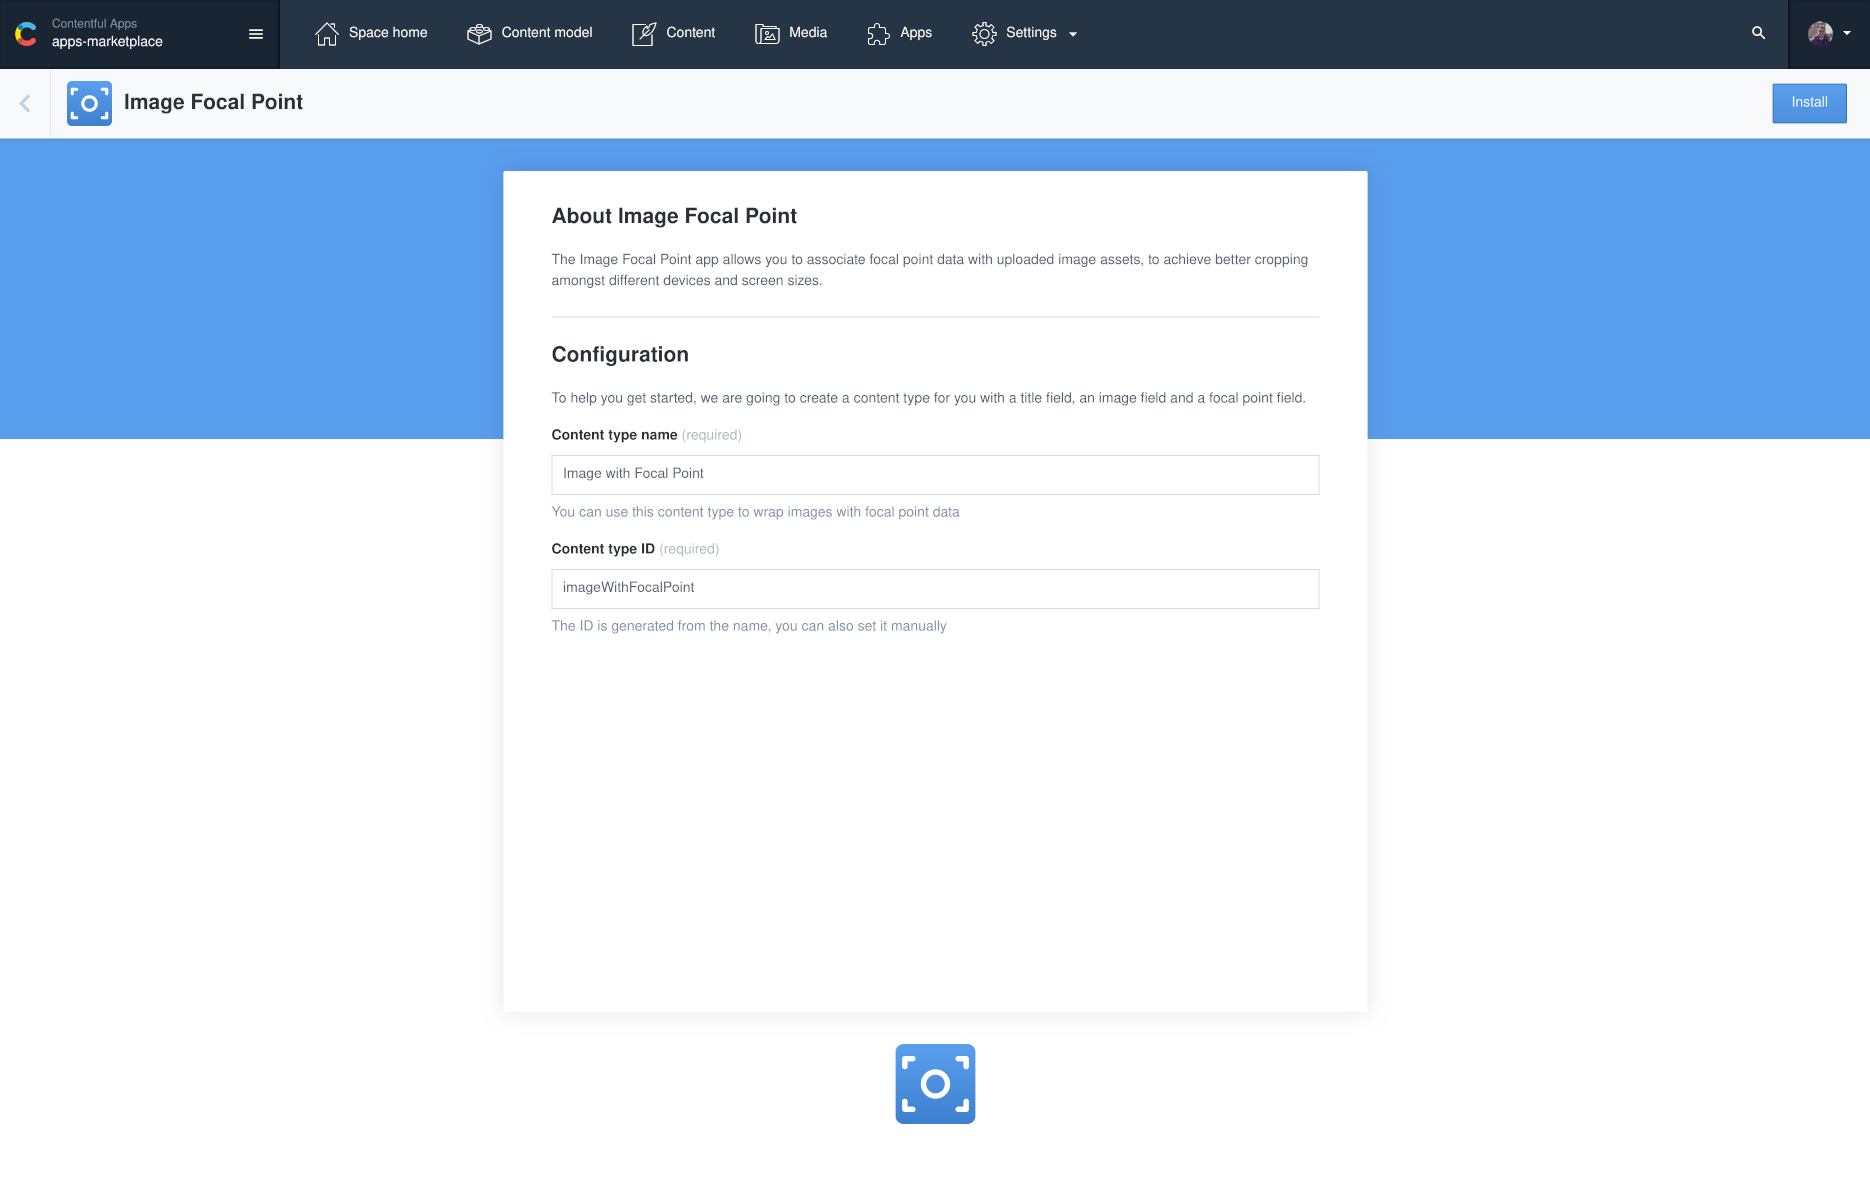 Contentful Apps
apps-marketplace
Space home
Content model
Content
Media
Apps
Settings
Image Focal Point
Install
About Image Focal Point
The Image Focal Point app allows you to associate focal point data with uploaded image assets, to achieve better cropping
amongst different devices and screen sizes.
Configuration
To help you get started, we are going to create a content type for you with a title field, an image field and a focal point field.
Content type name (required)
Image with Focal Point
You can use this content type to wrap images with focal point data
Content type ID (required)
imageWithFocalPoint
The ID is generated from the name, you can also set it manually